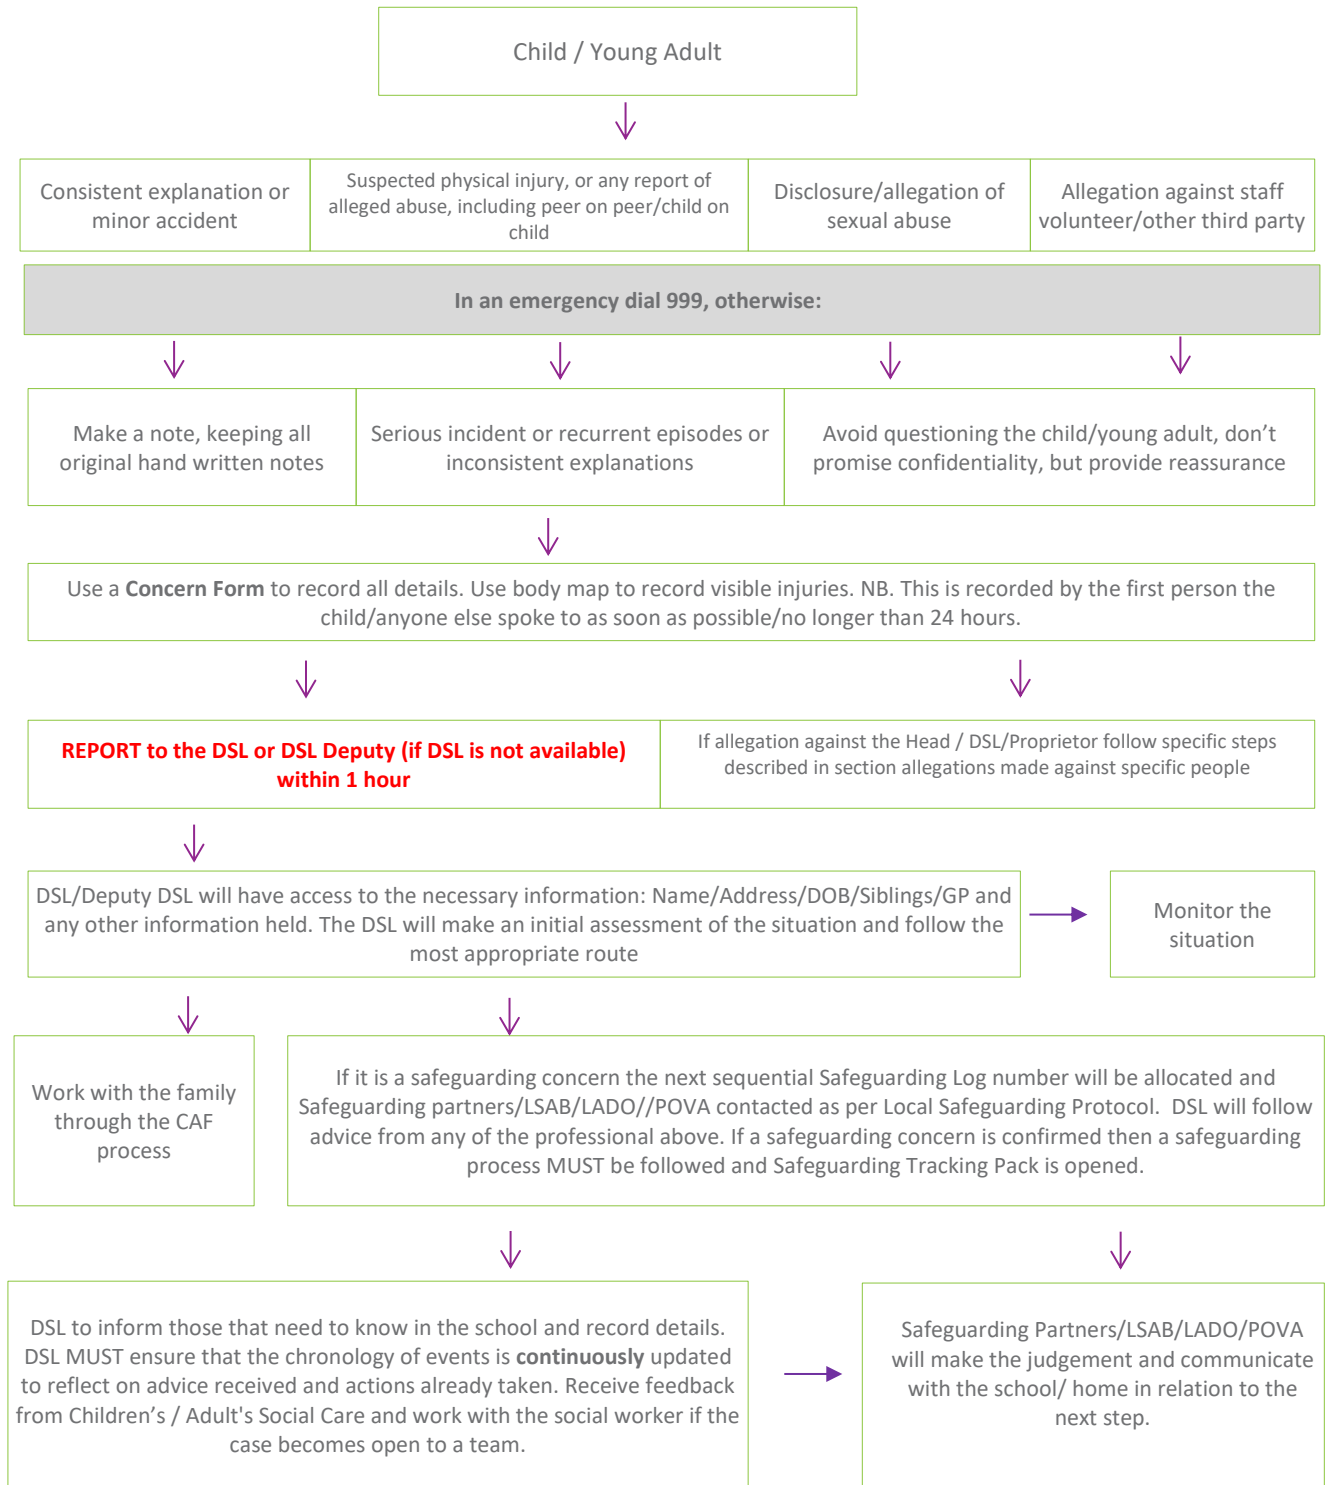 Child / Young Adult
Consistent explanation or
minor accident
Suspected physical injury, or any report of
alleged abuse, including peer on peer/child on
child
Disclosure/allegation of
sexual abuse
Allegation against staff
volunteer/other third party
In an emergency dial 999, otherwise:
Make a note, keeping all
original hand written notes
Serious incident or recurrent episodes or
inconsistent explanations
Avoid questioning the child/young adult, don’t
promise confidentiality, but provide reassurance
Use a Concern Form to record all details. Use body map to record visible injuries. NB. This is recorded by the first person the
child/anyone else spoke to as soon as possible/no longer than 24 hours.
REPORT to the DSL or DSL Deputy (if DSL is not available)
within 1 hour
If allegation against the Head / DSL/Proprietor follow specific steps
described in section allegations made against specific people
DSL/Deputy DSL will have access to the necessary information: Name/Address/DOB/Siblings/GP and
any other information held. The DSL will make an initial assessment of the situation and follow the
most appropriate route
Monitor the
situation
Work with the family
through the CAF
process
If it is a safeguarding concern the next sequential Safeguarding Log number will be allocated and
Safeguarding partners/LSAB/LADO//POVA contacted as per Local Safeguarding Protocol. DSL will follow
advice from any of the professional above. If a safeguarding concern is confirmed then a safeguarding
process MUST be followed and Safeguarding Tracking Pack is opened.
DSL to inform those that need to know in the school and record details.
DSL MUST ensure that the chronology of events is continuously updated
to reflect on advice received and actions already taken. Receive feedback
from Children’s / Adult's Social Care and work with the social worker if the
case becomes open to a team.
Safeguarding Partners/LSAB/LADO/POVA
will make the judgement and communicate
with the school/ home in relation to the
next step.